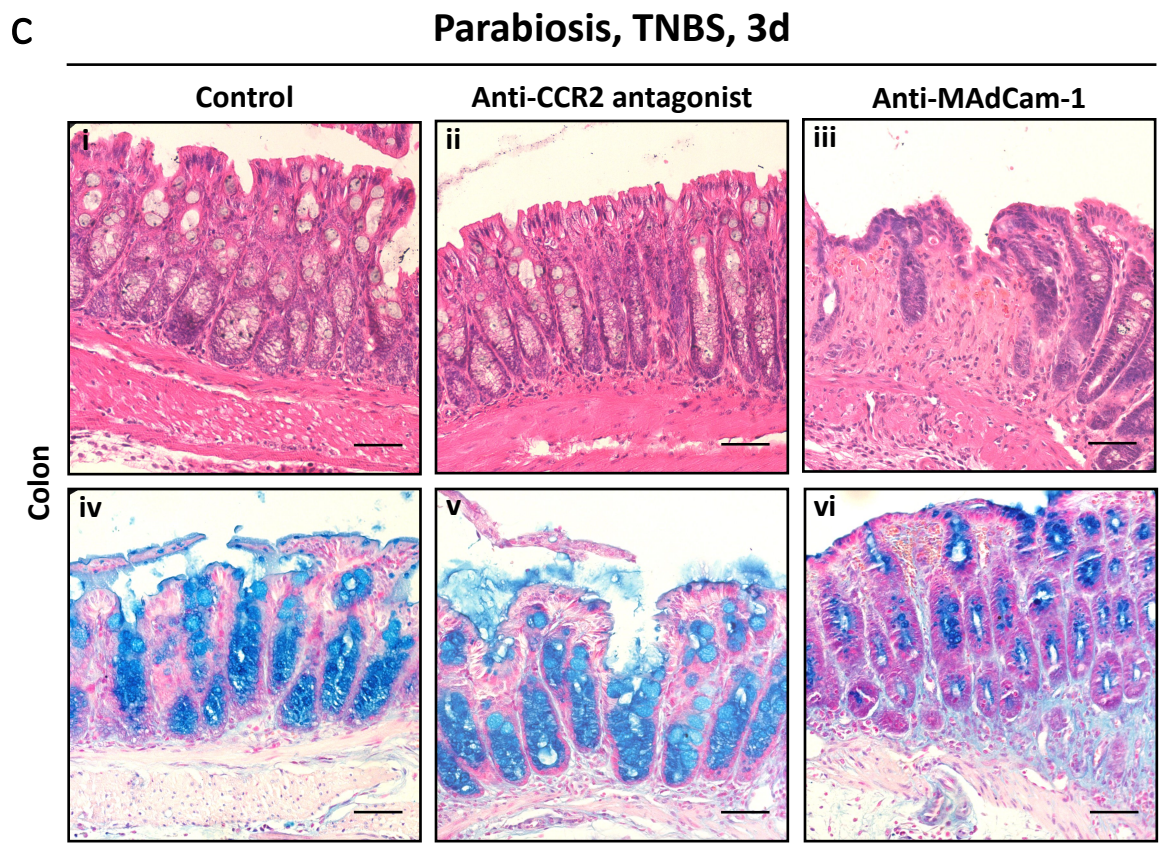 C
Parabiosis, TNBS, 3d
Control
Anti-CCR2 antagonist
Anti-MAdCam-1
i
ii
iii
Colon
iv
v
vi